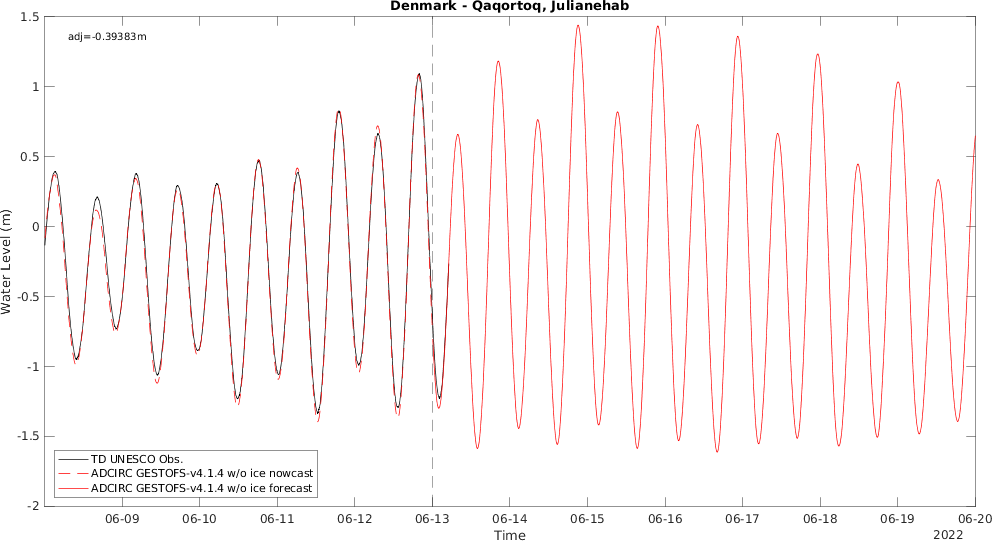 Denmark - Qaqortoq, Julianehab
adj=-0.39383m
1.5
1
0.5
0
-0.5
-1
-1.5
-2
Water Level (m)
TD UNESCO Obs.
ADCIRC GESTOFS-v4.1.4 w/o ice nowcast
ADCIRC GESTOFS-v4.1.4 w/o ice forecast
06-09 06-10 06-11 06-12 06-13 06-14 06-15 06-16 06-17 06-18 06-19 06-20
Time
2022